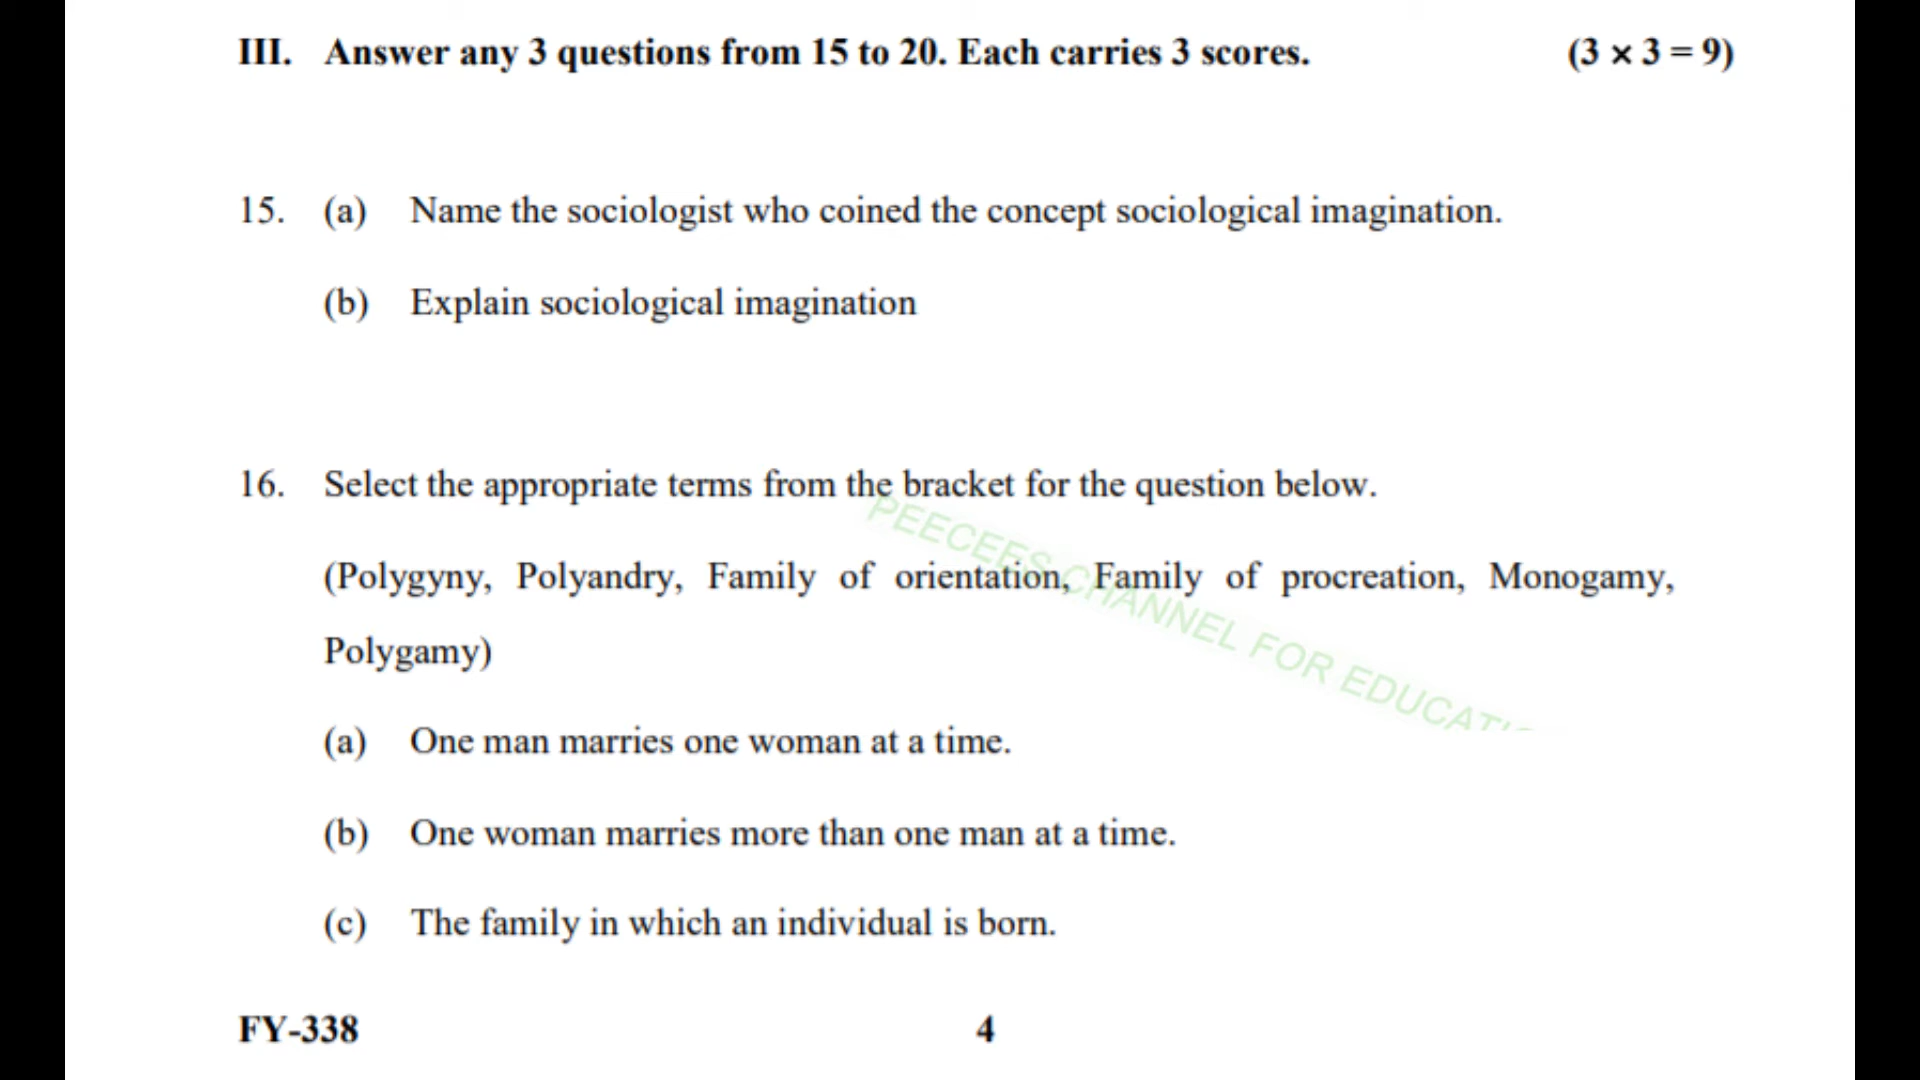 III. Answer any 3 questions from 15 to 20. Each carries 3 scores. (3 × 3 = 9)
15. (a) Name the sociologist who coined the concept sociological imagination.
(b) Explain sociological imagination
16. Select the appropriate terms from the bracket for the question below.
(Polygyny, Polyandry, Family of orientation, Family of procreation, Monogamy,
Polygamy)
PEECEES CHANNEL FOR
(a) One man marries one woman at a time.
(b) One woman marries more than one man at a time.
(c) The family in which an individual is born.
FY-338 4